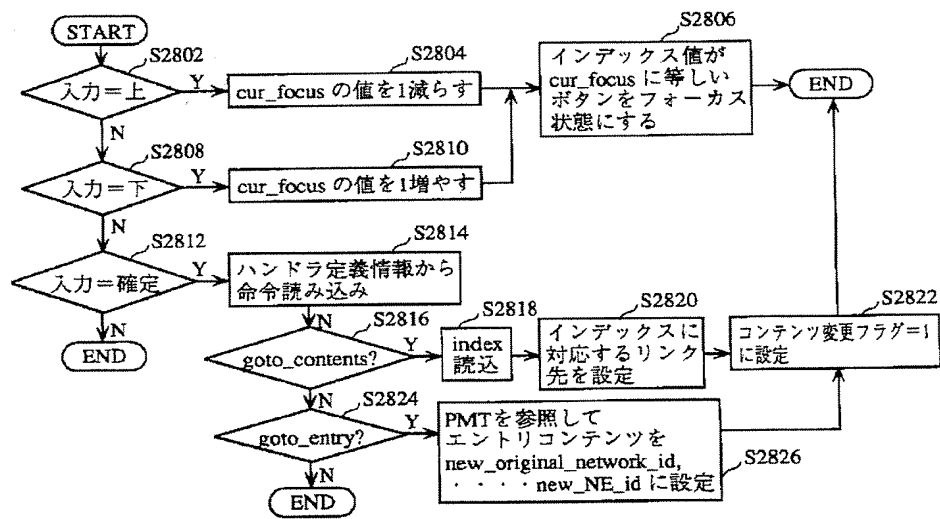 START
S2802
入力＝上
Y
N
S2804
cur_focus の値を1減らす
S2806
インデックス値が
cur_focus に等しい
ボタンをフォーカス
状態にする
END
S2808
入力＝下
Y
N
S2810
cur_focus の値を1増やす
S2812
入力＝確定
Y
N
END
S2814
ハンドラ定義情報から
命令読み込み
N
S2816
goto_contents?
Y
N
S2818
index
読込
S2820
インデックスに
対応するリンク
先を設定
S2822
コンテンツ変更フラグ＝1
に設定
S2824
goto_entry?
Y
N
END
PMTを参照して
エントリコンテンツを
new_original_network_id,
・・・・new_NE_id に設定
S2826